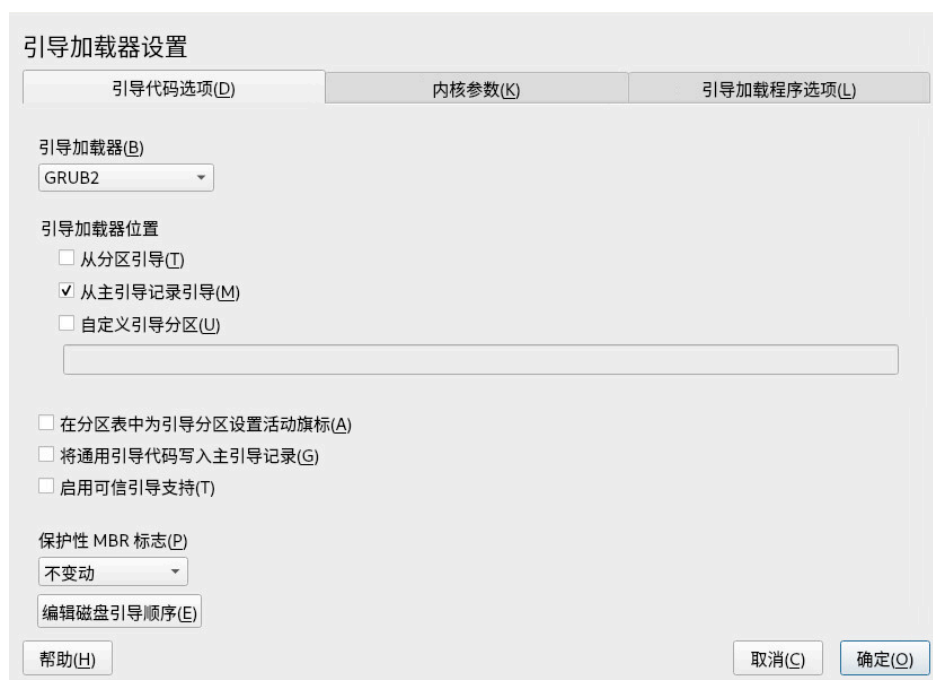 引导加载器设置
引导代码选项(D) 内核参数(K) 引导加载程序选项(L)
引导加载器(B)
GRUB2
引导加载器位置
从分区引导(T)
从主引导记录引导(M)
自定义引导分区(U)
在分区表中为引导分区设置活动旗标(A)
将通用引导代码写入主引导记录(G)
启用可信引导支持(T)
保护性 MBR 标志(P)
不变动
编辑磁盘引导顺序(E)
帮助(H) 取消(C) 确定(O)